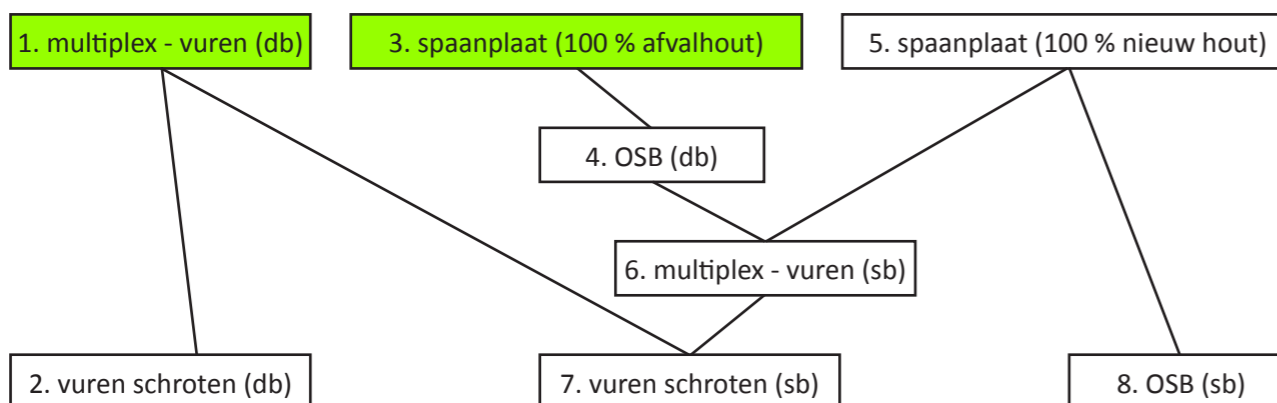 1. multiplex - vuren (db)
3. spaanplaat (100 % afvalhout)
5. spaanplaat (100 % nieuw hout)
4. OSB (db)
6. multiplex - vuren (sb)
2. vuren schroten (db)
7. vuren schroten (sb)
8. OSB (sb)